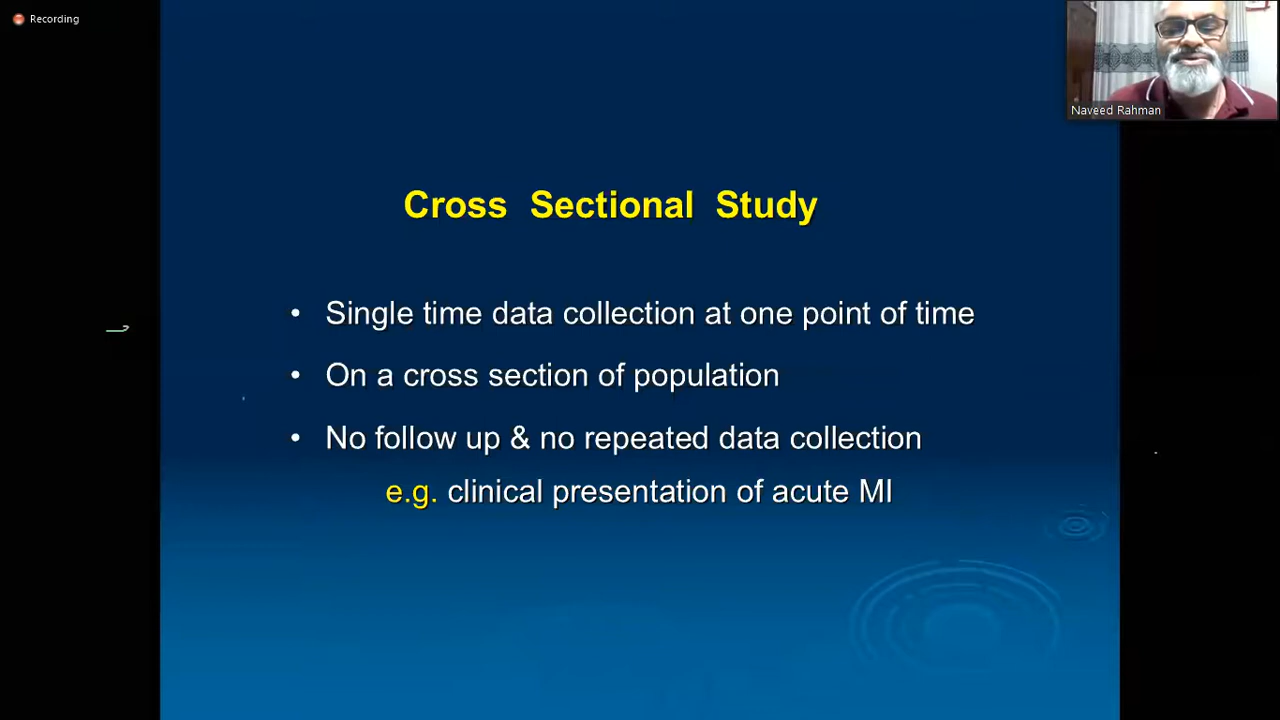 Recording
Naveed Rahman
Cross Sectional Study
• Single time data collection at one point of time
• On a cross section of population
• No follow up & no repeated data collection
e.g. clinical presentation of acute MI